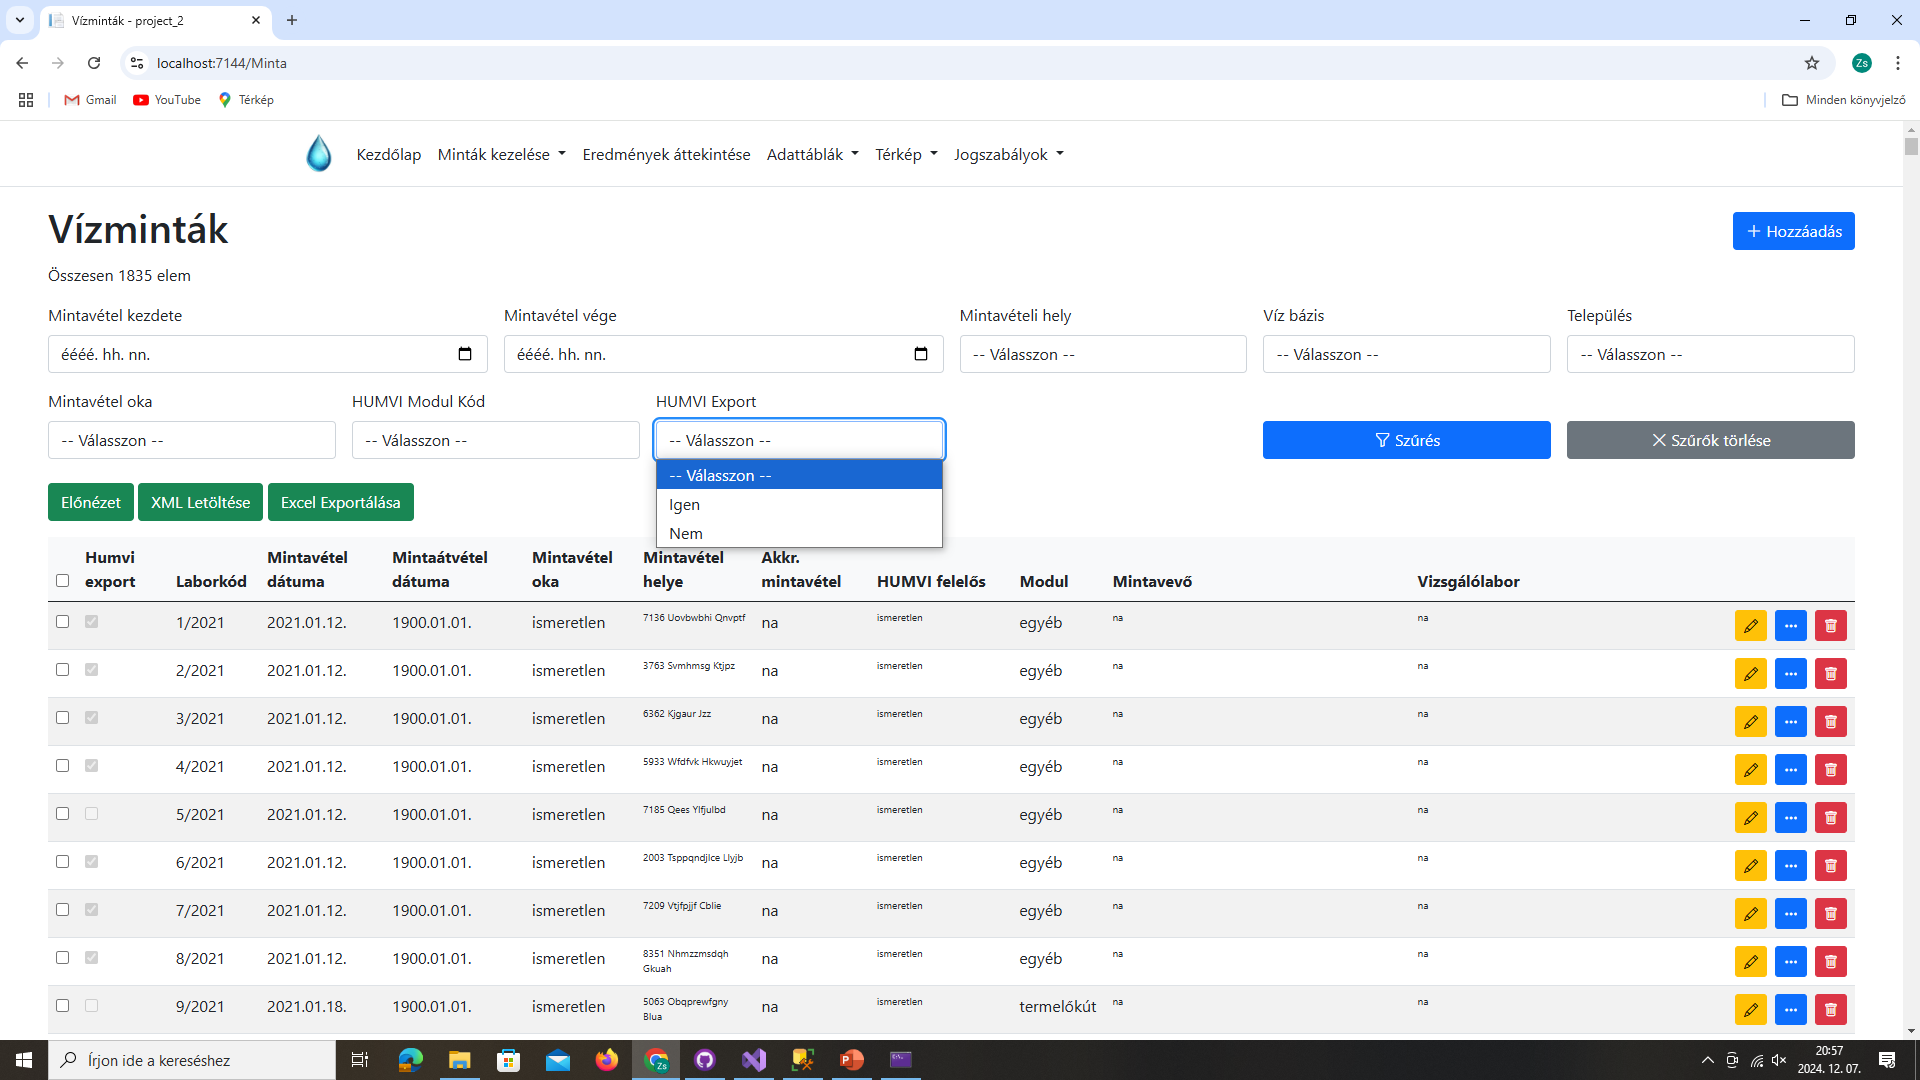 Vízminták - project_2
localhost:7144/Minta
Zs
Gmail YouTube Térkép Minden könyvjelző
Kezdőlap Minták kezelése Eredmények áttekintése Adattáblák Térkép Jogszabályok
Vízminták
Hozzáadás
Összesen 1835 elem
Mintavétel kezdete Mintavétel vége Mintavételi hely Víz bázis Település
éééé. hh. nn. éééé. hh. nn. -- Válasszon -- -- Válasszon -- -- Válasszon --
Mintavétel oka HUMVI Modul Kód HUMVI Export
-- Válasszon -- -- Válasszon -- -- Válasszon -- Szűrés Szűrők törlése
-- Válasszon --
Igen
Nem
Előnézet XML Letöltése Excel Exportálása
Humvi export Laborkód Mintavétel dátuma Mintaátvétel dátuma Mintavétel oka Mintavétel helye Akkr. mintavétel HUMVI felelős Modul Mintavevő Vizsgálólabor
1/2021 2021.01.12. 1900.01.01. ismeretlen 7136 Uovbwbhi Qnvptf na ismeretlen egyéb na na
2/2021 2021.01.12. 1900.01.01. ismeretlen 3763 Svmhmsg Ktjpz na ismeretlen egyéb na na
3/2021 2021.01.12. 1900.01.01. ismeretlen 6362 Kjgaur Jzz na ismeretlen egyéb na na
4/2021 2021.01.12. 1900.01.01. ismeretlen 5933 Wfdfvk Hkwuyjet na ismeretlen egyéb na na
5/2021 2021.01.12. 1900.01.01. ismeretlen 7185 Qees Ylfjulbd na ismeretlen egyéb na na
6/2021 2021.01.12. 1900.01.01. ismeretlen 2003 Tsppqndjlce Llyjb na ismeretlen egyéb na na
7/2021 2021.01.12. 1900.01.01. ismeretlen 7209 Vtjfpjjf Cblie na ismeretlen egyéb na na
8/2021 2021.01.12. 1900.01.01. ismeretlen 8351 Nhmzzmsdqh Gkuah na ismeretlen egyéb na na
9/2021 2021.01.18. 1900.01.01. ismeretlen 5063 Obqprewfgny Blua na ismeretlen termelőkút na na
Írjon ide a kereséshez
Zs
20:57
2024. 12. 07.